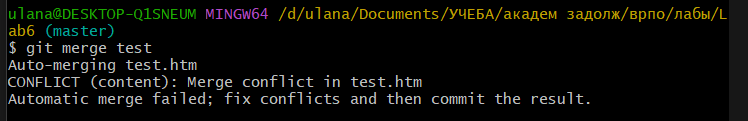 ulana@DESKTOP-Q1SNEUM MINGW64 /d/ulana/Documents/УЧЕБА/академ задолж/врпо/лабы/L
ab6 (master)
$ git merge test
Auto-merging test.htm
CONFLICT (content): Merge conflict in test.htm
Automatic merge failed; fix conflicts and then commit the result.